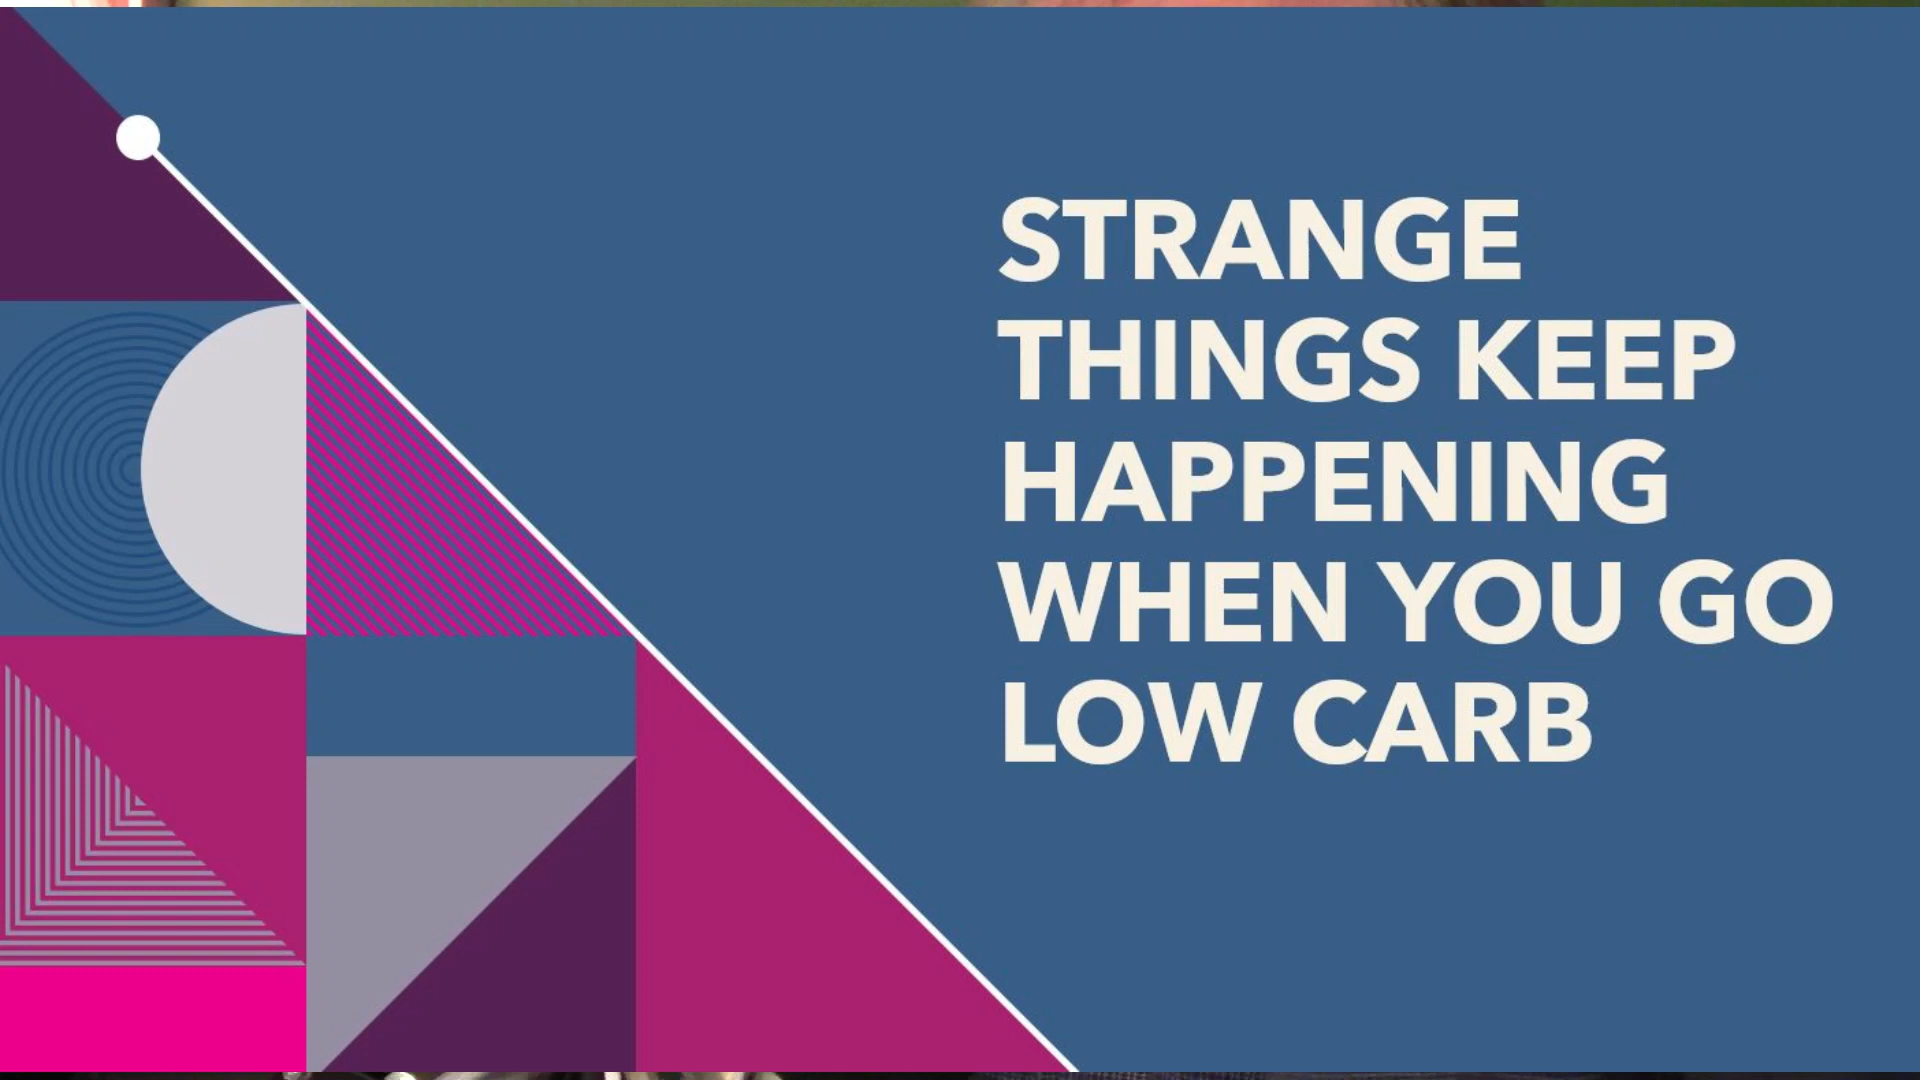 STRANGE
THINGS KEEP
HAPPENING
WHEN YOU GO
LOW CARB